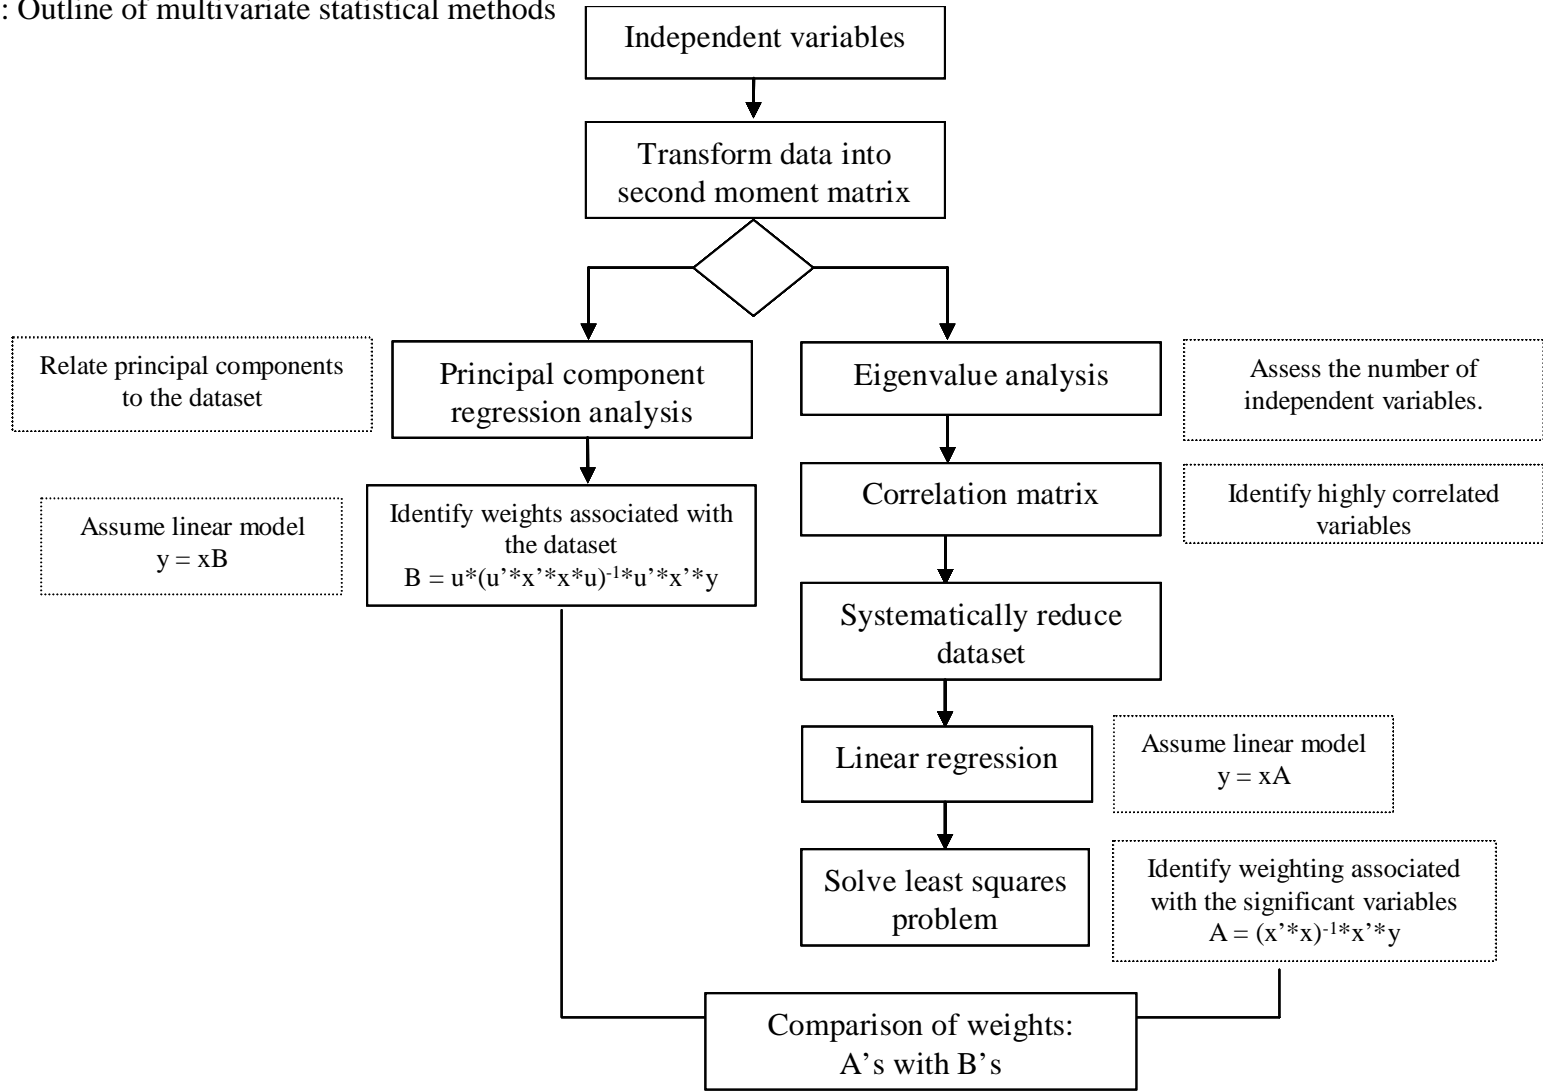 : Outline of multivariate statistical methods
Independent variables
Transform data into
second moment matrix
Relate principal components
to the dataset
Principal component
regression analysis
Eigenvalue analysis
Assess the number of
independent variables.
Assume linear model
y = xB
Identify weights associated with
the dataset
B = u*(u’*x’*x*u)⁻¹*u’*x’*y
Correlation matrix
Identify highly correlated
variables
Systematically reduce
dataset
Linear regression
Assume linear model
y = xA
Solve least squares
problem
Identify weighting associated
with the significant variables
A = (x’*x)⁻¹*x’*y
Comparison of weights:
A’s with B’s